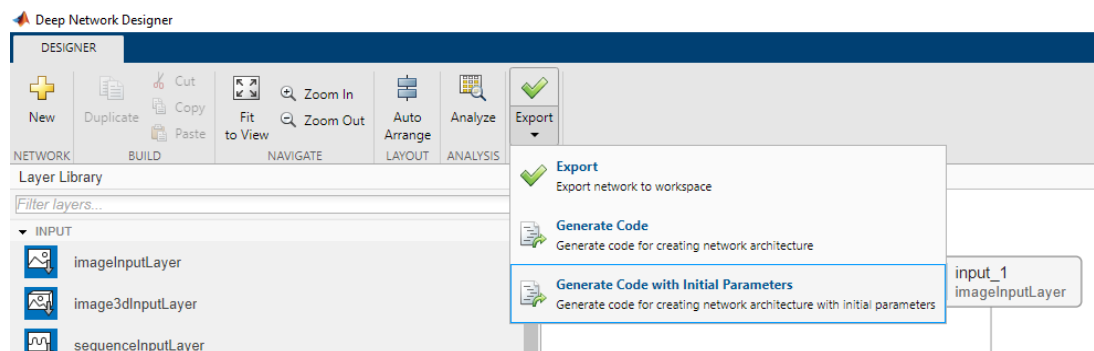 Deep Network Designer
DESIGNER
New
Duplicate
Cut
Copy
Paste
Fit
to View
Zoom In
Zoom Out
Auto
Arrange
Analyze
Export
NETWORK
BUILD
NAVIGATE
LAYOUT
ANALYSIS
Layer Library
Filter layers...
INPUT
imageInputLayer
image3dInputLayer
sequenceInputLayer
Export
Export network to workspace
Generate Code
Generate code for creating network architecture
Generate Code with Initial Parameters
Generate code for creating network architecture with initial parameters
input_1
imageInputLayer